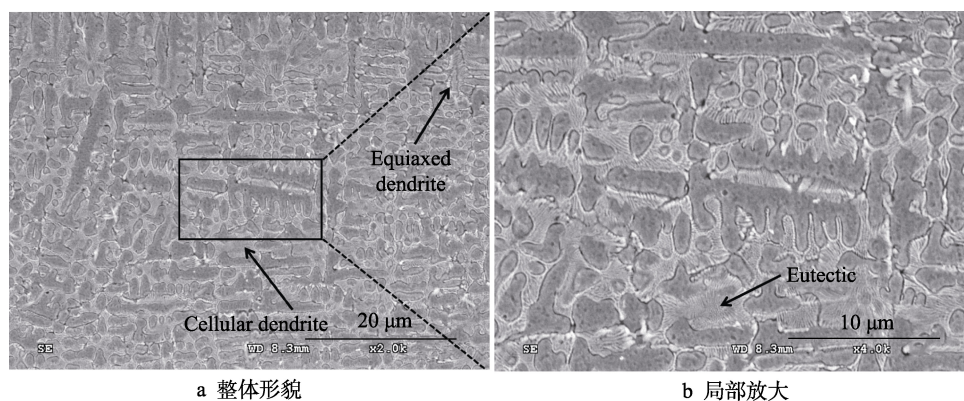 Equiaxed
dendrite
Cellular dendrite
20 μm
SE
WD 8.3mm
x2.0k
a 整体形貌
Eutectic
10 μm
SE
WD 8.3mm
x4.0k
b 局部放大